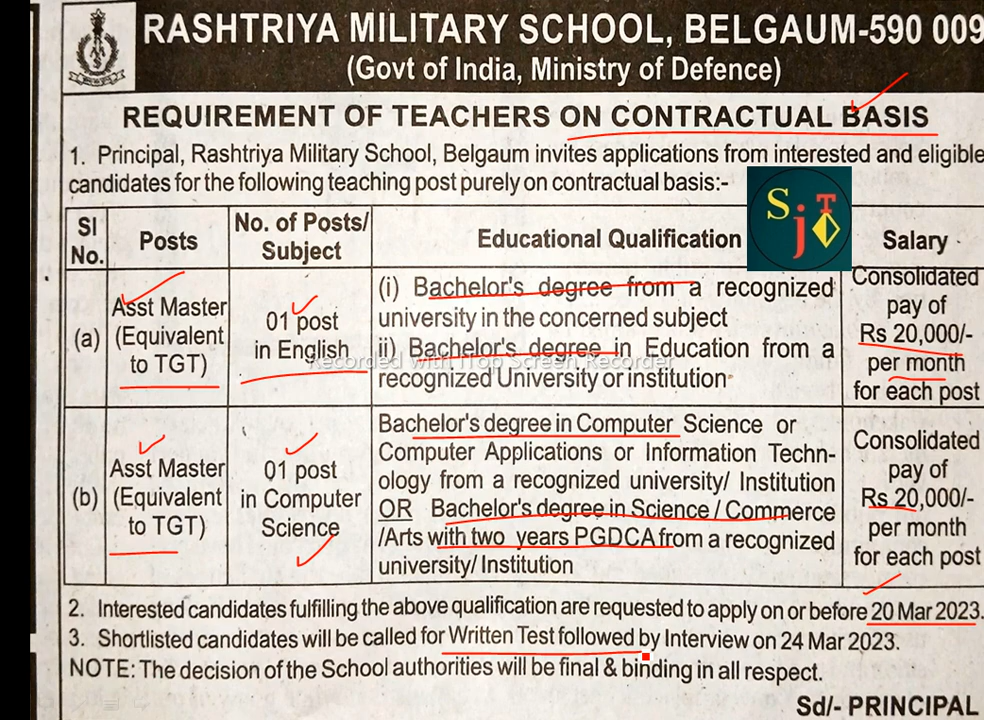 RASHTRIYA MILITARY SCHOOL, BELGAUM-590 009
(Govt of India, Ministry of Defence)
REQUIREMENT OF TEACHERS ON CONTRACTUAL BASIS
1. Principal, Rashtriya Military School, Belgaum invites applications from interested and eligible
candidates for the following teaching post purely on contractual basis:-
SjT
Sl
No.
Posts
No. of Posts/
Subject
Educational Qualification
Salary
(a)
Asst Master
(Equivalent
to TGT)
01 post
in English
(i) Bachelor's degree from a recognized
university in the concerned subject
ii) Bachelor's degree in Education from a
recognized University or institution
Consolidated
pay of
Rs 20,000/-
per month
for each post
Recorded with iTop Screen Recorder
(b)
Asst Master
(Equivalent
to TGT)
01 post
in Computer
Science
Bachelor's degree in Computer Science or
Computer Applications or Information Techn-
ology from a recognized university/ Institution
OR Bachelor's degree in Science / Commerce
/Arts with two years PGDCA from a recognized
university/ Institution
Consolidated
pay of
Rs 20,000/-
per month
for each post
2. Interested candidates fulfilling the above qualification are requested to apply on or before 20 Mar 2023.
3. Shortlisted candidates will be called for Written Test followed by Interview on 24 Mar 2023.
NOTE: The decision of the School authorities will be final & binding in all respect.
Sd/- PRINCIPAL